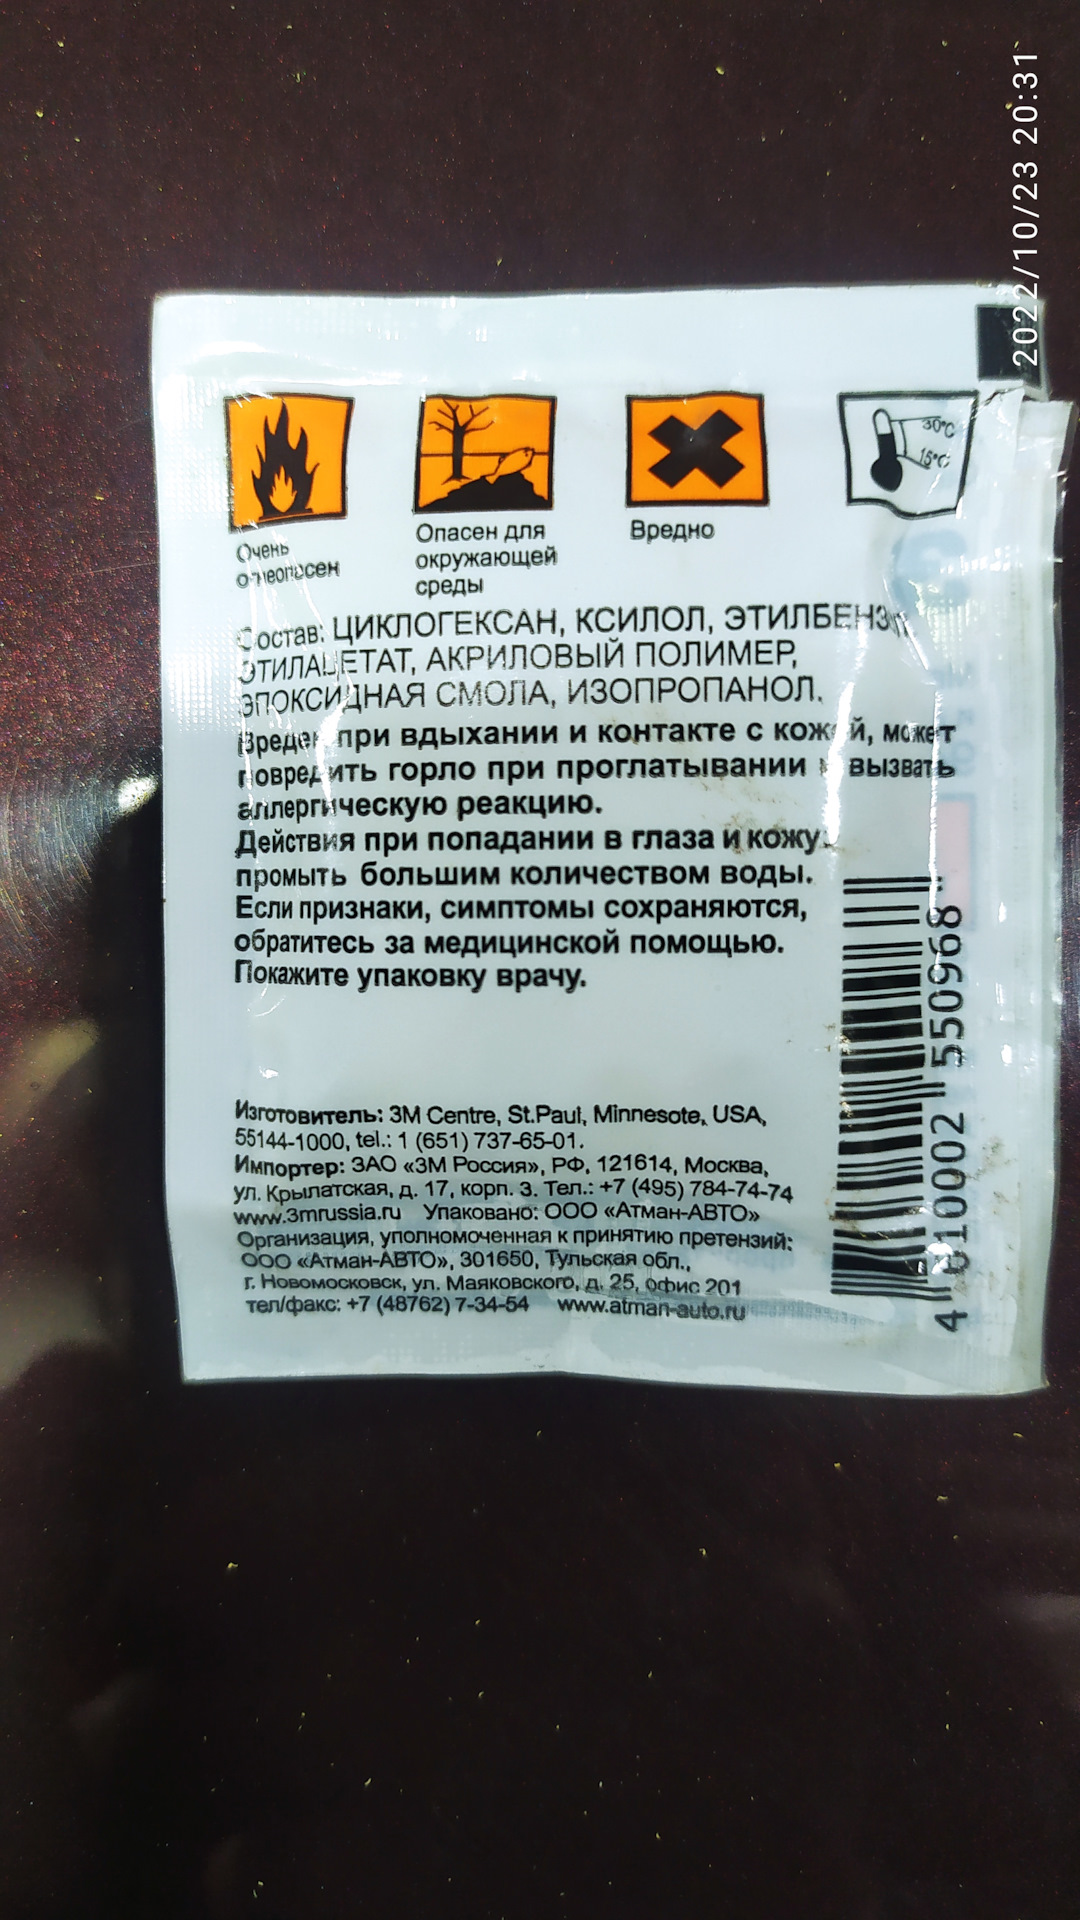 2022/10/23 20:31
30°C
15°C
Очень
огнеопасен
Опасен для
окружающей
среды
Вредно
Состав: ЦИКЛОГЕКСАН, КСИЛОЛ,
ЭТИЛАЦЕТАТ, АКРИЛОВЫЙ ПОЛИМЕР,
ЭПОКСИДНАЯ СМОЛА, ИЗОПРОПАНОЛ.
Вреден при вдыхании и контакте с кожей, может
повредить горло при проглатывании и вызвать
аллергическую реакцию.
Действия при попадании в глаза и кожу:
промыть большим количеством воды.
Если признаки, симптомы сохраняются,
обратитесь за медицинской помощью.
Покажите упаковку врачу.
Изготовитель: 3M Centre, St.Paul, Minnesote, USA,
55144-1000, tel.: 1 (651) 737-65-01.
Импортер: ЗАО «3М Россия», РФ, 121614, Москва,
ул. Крылатская, д. 17, корп. 3. Тел.: +7 (495) 784-74-74
www.3mrussia.ru Упаковано: ООО «Атман-АВТО»
Организация, уполномоченная к принятию претензий:
ООО «Атман-АВТО», 301650, Тульская обл.,
г. Новомосковск, ул. Маяковского, д. 25, офис 201
тел/факс: +7 (48762) 7-34-54 www.atman-auto.ru
4 610002 550968